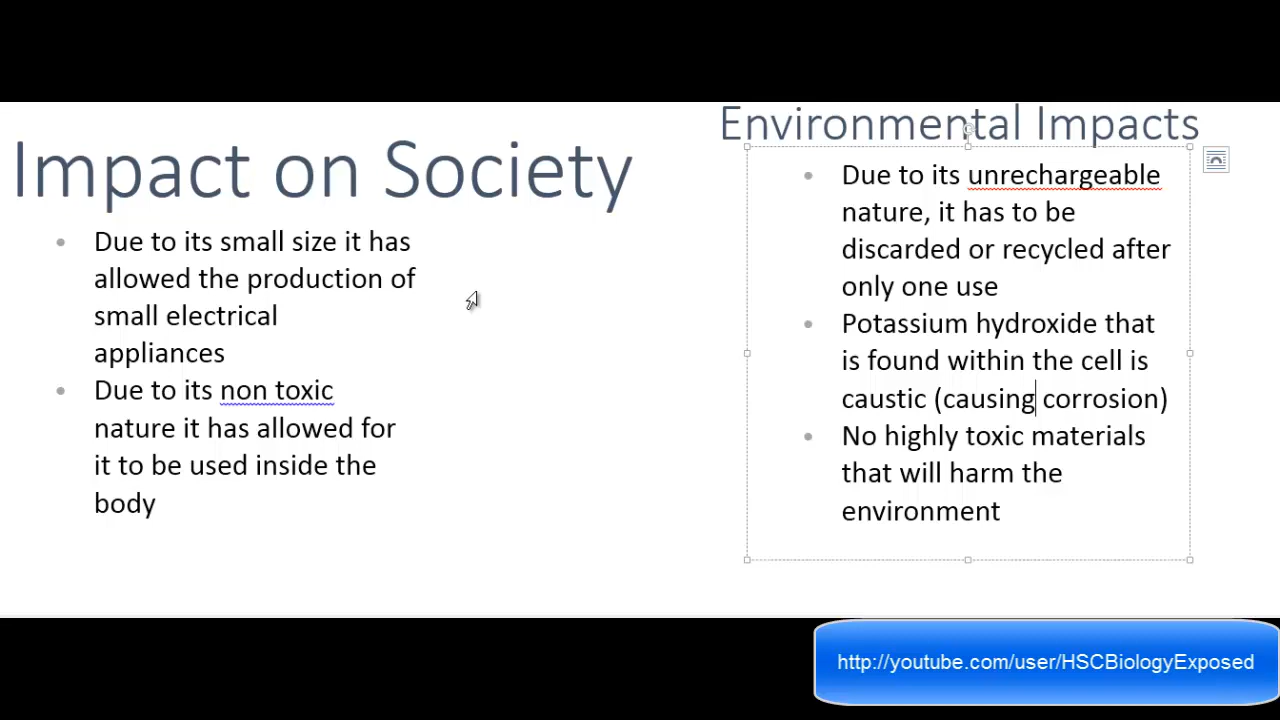 Impact on Society
Due to its small size it has
allowed the production of
small electrical
appliances
Due to its non toxic
nature it has allowed for
it to be used inside the
body
Environmental Impacts
Due to its unrechargeable
nature, it has to be
discarded or recycled after
only one use
Potassium hydroxide that
is found within the cell is
caustic (causing corrosion)
No highly toxic materials
that will harm the
environment
http://youtube.com/user/HSCBiologyExposed